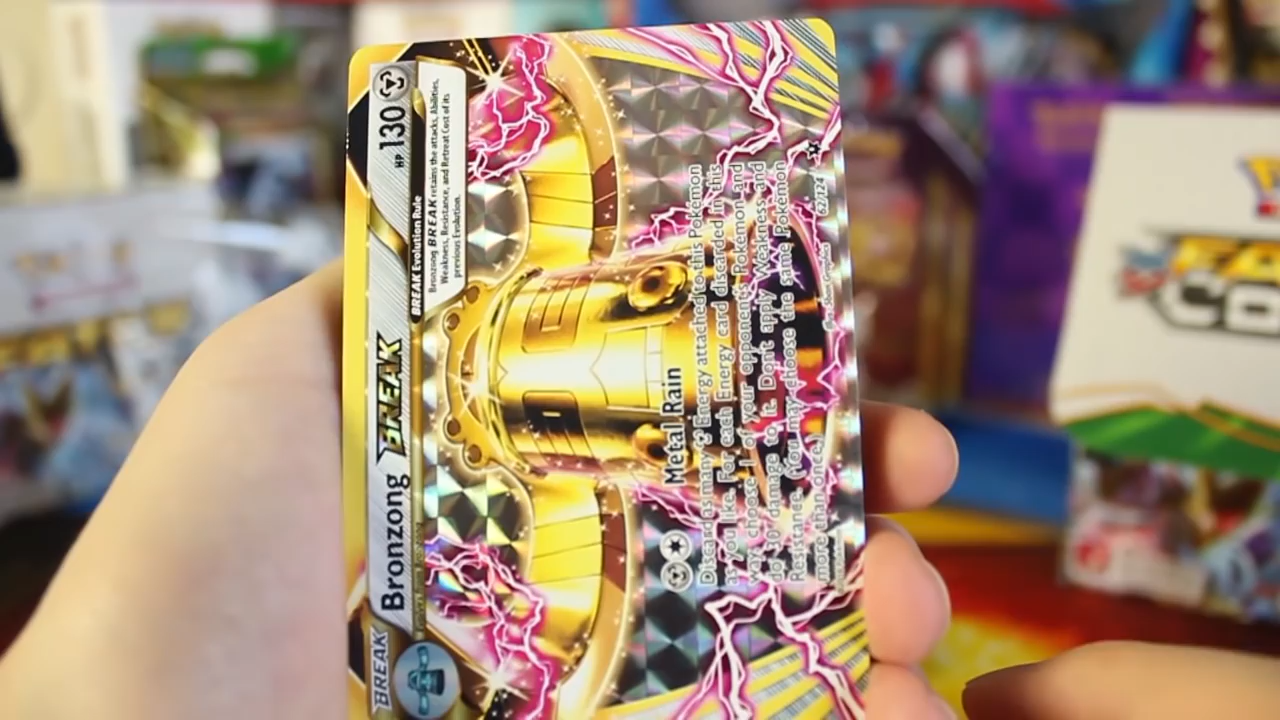 BREAK
Bronzong BREAK
HP 130
BREAK Evolution Rule
Bronzong BREAK retains the attacks, Abilities,
Weakness, Resistance, and Retreat Cost of its
previous Evolution.
Metal Rain
Discard as many Energy attached to this Pokémon
as you like. For each Energy card discarded in this
way, choose 1 of your opponent's Pokémon and
do 30 damage to it. Don't apply Weakness and
Resistance. (You may choose the same Pokémon
more than once.)
62/124